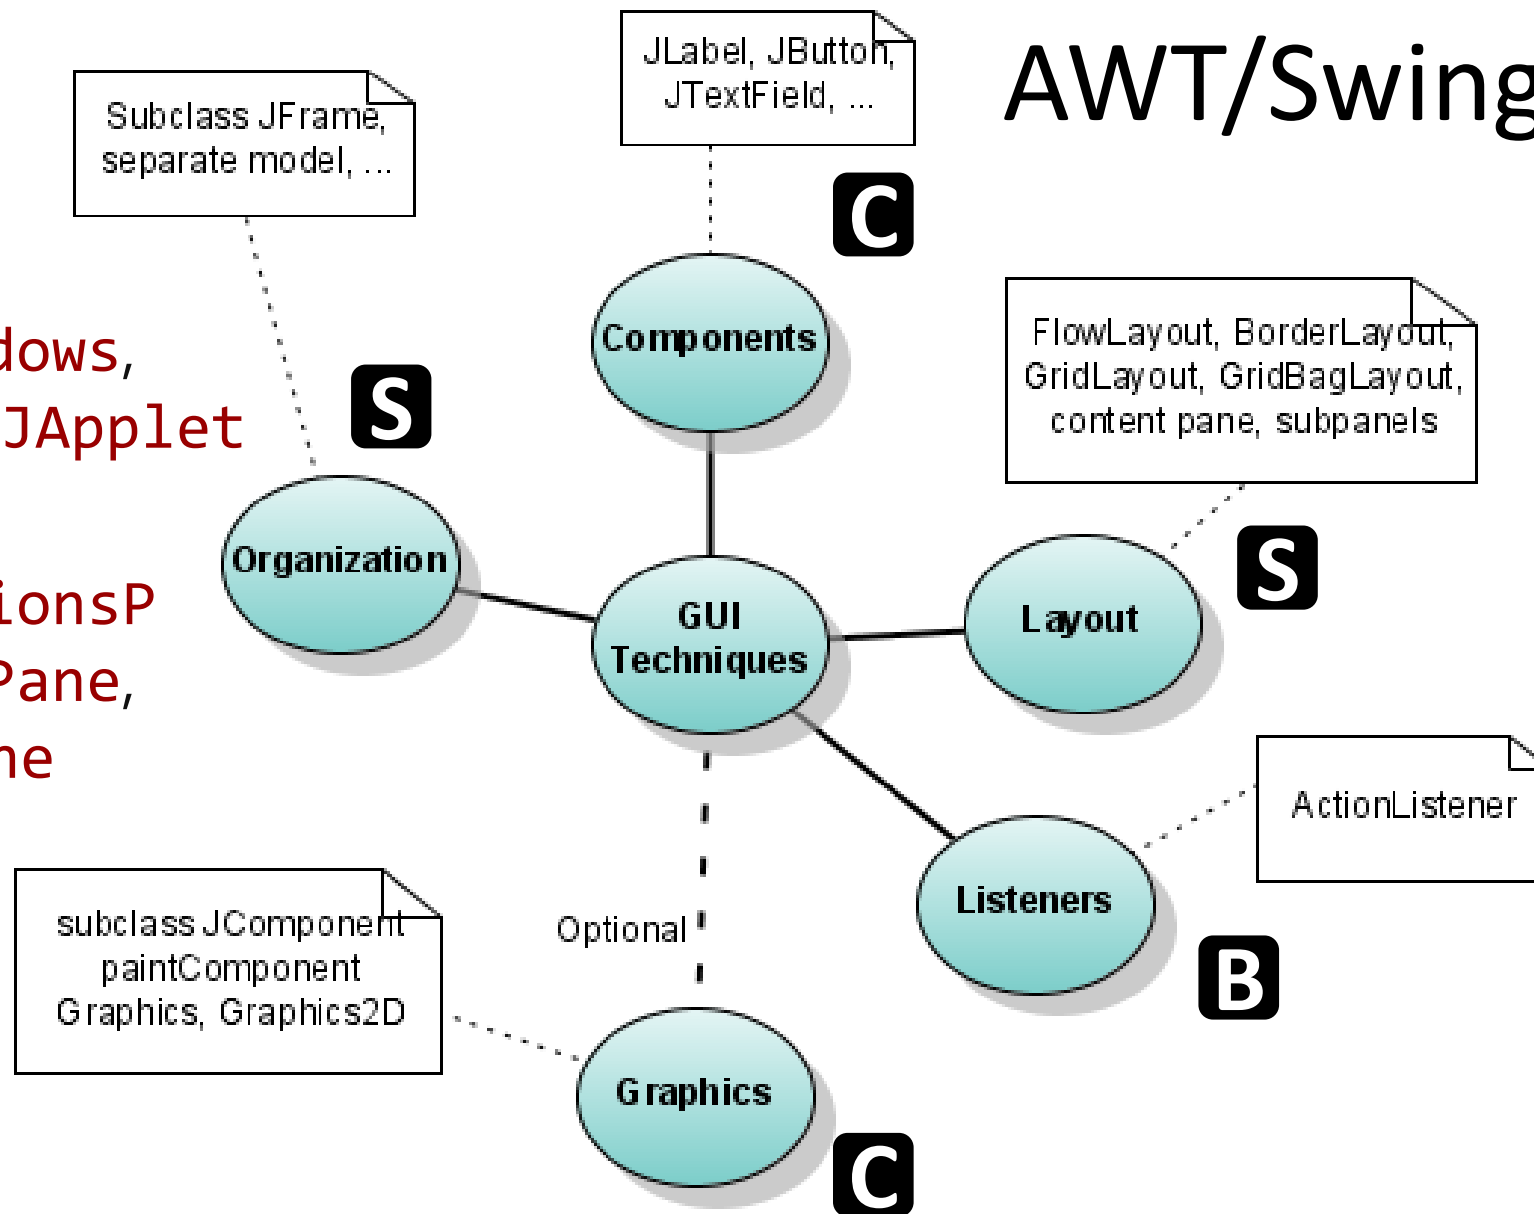 AWT/Swing
JLabel, JButton,
JTextField, ...
Subclass JFrame,
separate model, ...
C
Components
FlowLayout, BorderLayout,
GridLayout, GridBagLayout,
content pane, subpanels
dows,
JApplet
S
Organization
S
Layout
GUI
Techniques
ionsP
Pane,
ne
ActionListener
Listeners
B
Optional
subclass JComponent
paintComponent
Graphics, Graphics2D
Graphics
C